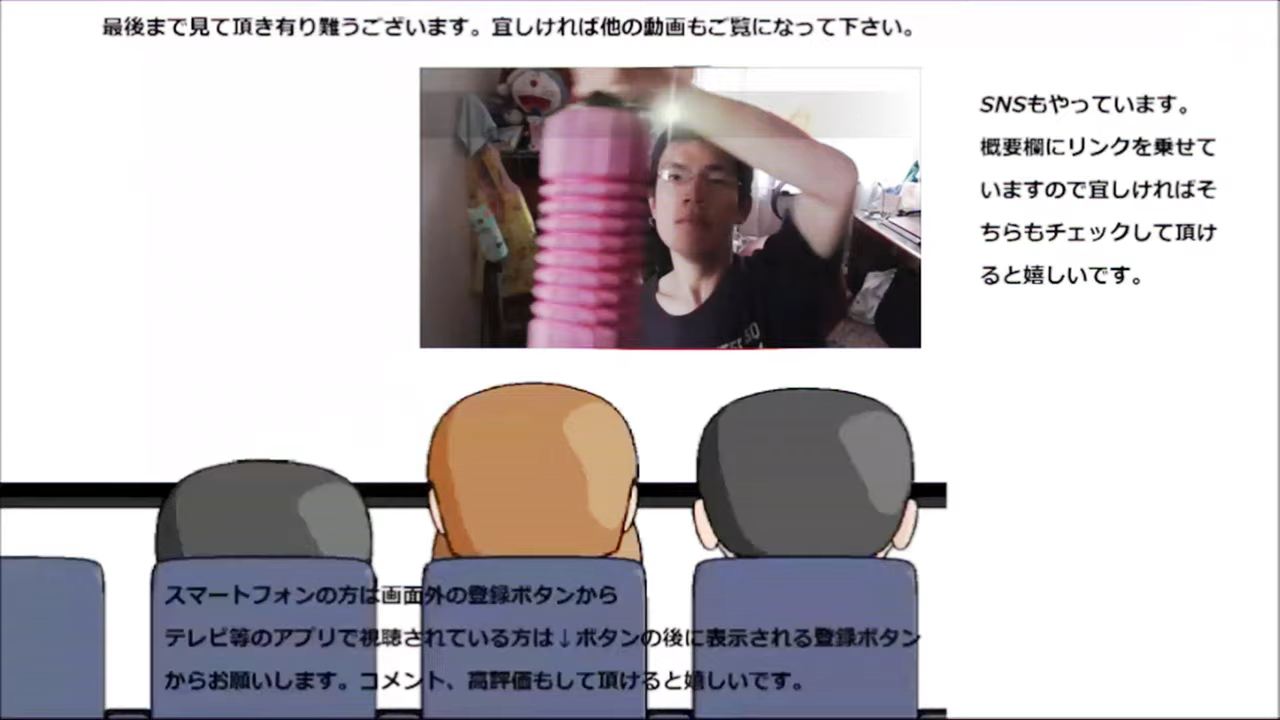 最後まで見て頂き有り難うございます。宜しければ他の動画もご覧になって下さい。
SNSもやっています。
概要欄にリンクを乗せて
いますので宜しければそ
ちらもチェックして頂け
ると嬉しいです。
スマートフォンの方は画面外の登録ボタンから
テレビ等のアプリで視聴されている方は↓ボタンの後に表示される登録ボタン
からお願いします。コメント、高評価もして頂けると嬉しいです。